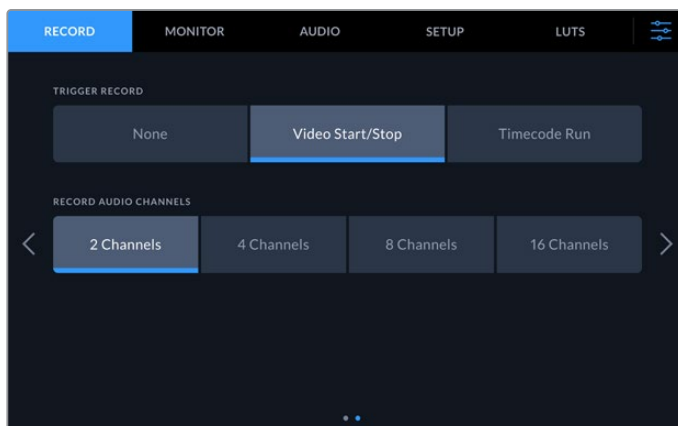 RECORD MONITOR AUDIO SETUP LUTS
TRIGGER RECORD
None Video Start/Stop Timecode Run
RECORD AUDIO CHANNELS
2 Channels 4 Channels 8 Channels 16 Channels